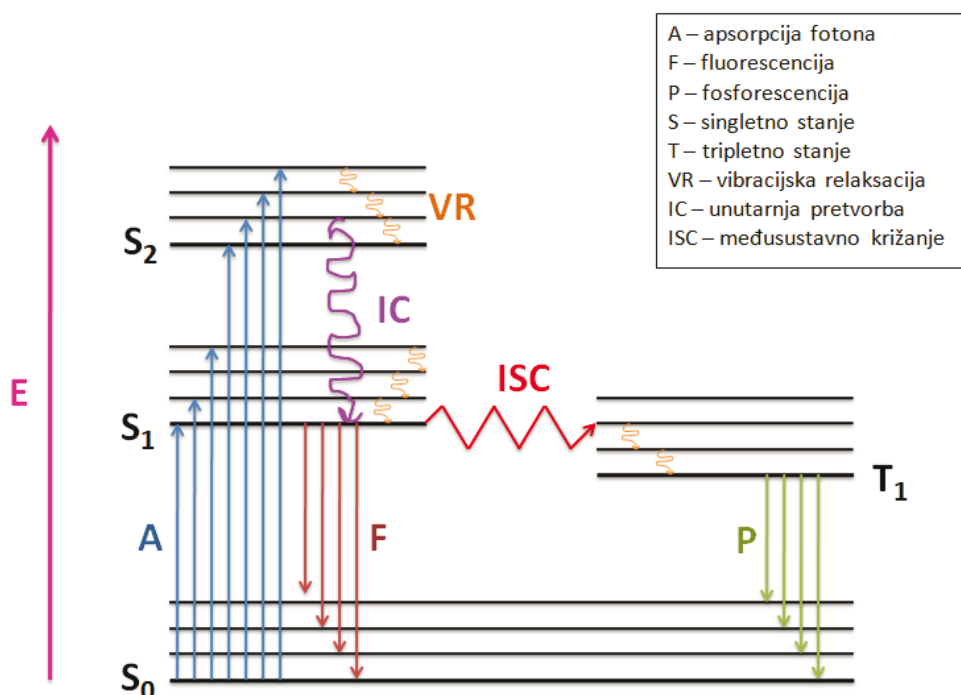 A – apsorpcija fotona
F – fluorescencija
P – fosforescencija
S – singletno stanje
T – tripletno stanje
VR – vibracijska relaksacija
IC – unutarnja pretvorba
ISC – međusustavno križanje
VR
S2
IC
ISC
E
S1
T1
A
F
P
S0